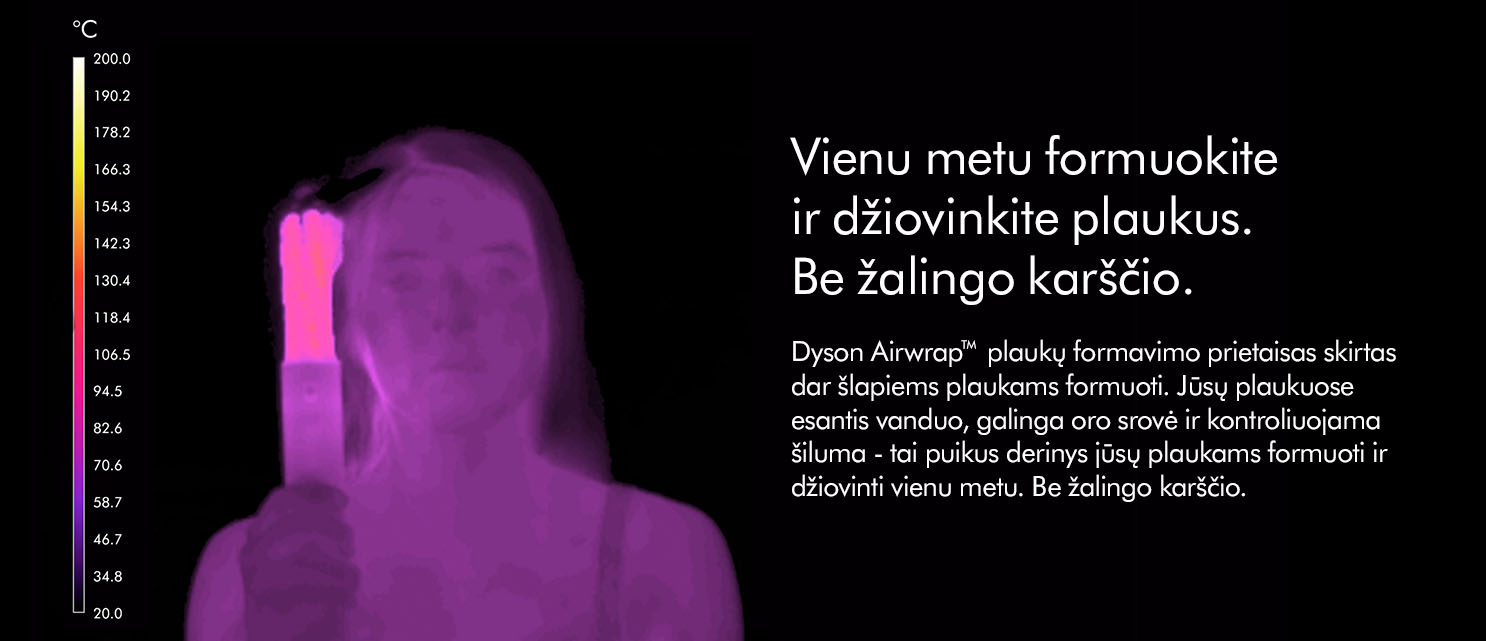 °C
200.0
190.2
178.2
166.3
154.3
142.3
130.4
118.4
106.5
94.5
82.6
70.6
58.7
46.7
34.8
20.0
Vienu metu formuokite
ir džiovinkite plaukus.
Be žalingo karščio.
Dyson Airwrap™ plaukų formavimo prietaisas skirtas
dar šlapiems plaukams formuoti. Jūsų plaukuose
esantis vanduo, galinga oro srovė ir kontroliuojama
šiluma - tai puikus derinys jūsų plaukams formuoti ir
džiovinti vienu metu. Be žalingo karščio.